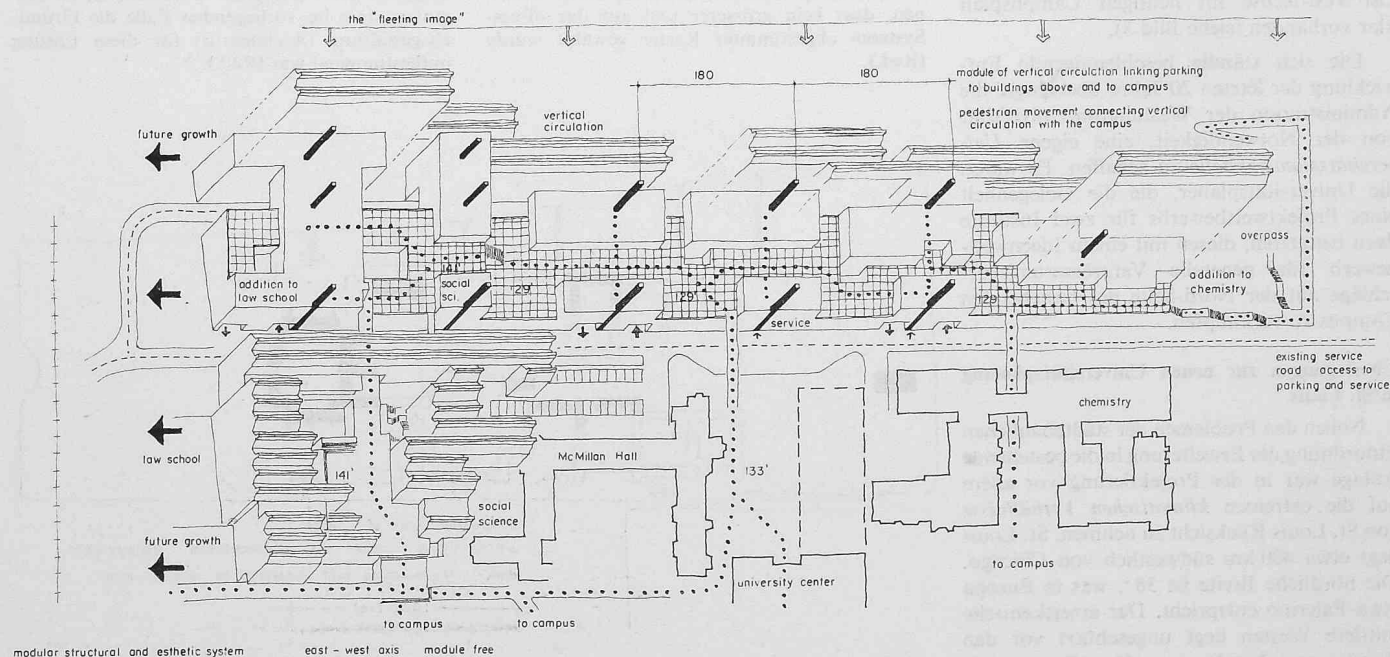 the "fleeting image"
180
180
module of vertical circulation linking parking
to buildings above and to campus
pedestrian movement connecting vertical
circulation with the campus
vertical
circulation
future growth
overpass
addition to
law school
141'
social
sci.
129'
129'
129'
addition to
chemistry
service
existing service
road access to
parking and service
chemistry
law school
141'
McMillan Hall
133'
social
science
to campus
future growth
university center
to campus
to campus
modular structural and esthetic system
east - west axis
module free